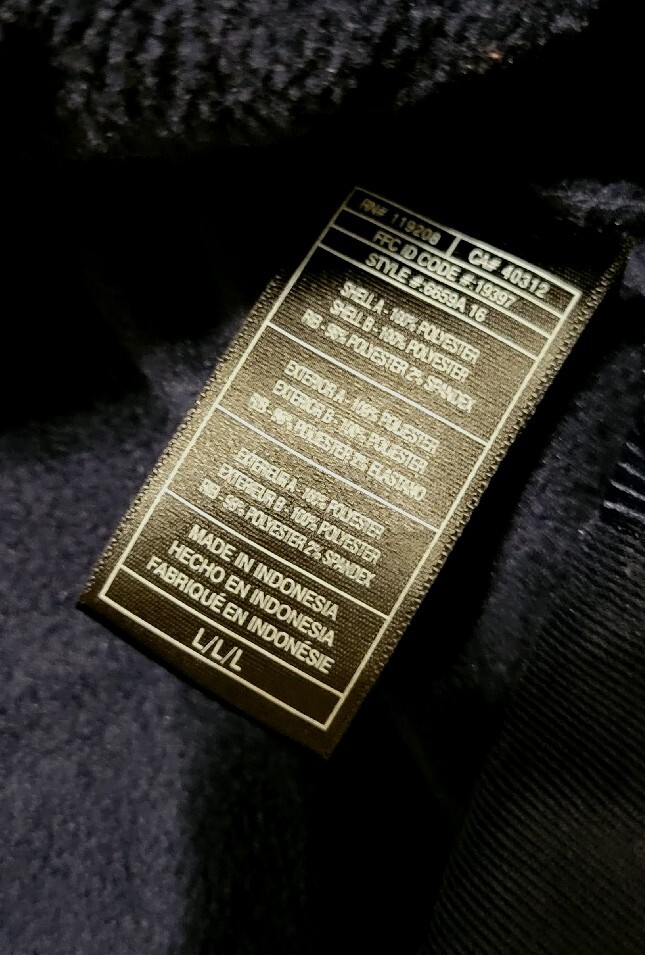 RN# 119208 CA# 40312
FFC ID CODE #:19397
STYLE #:6659A 16
SHELL A - 100% POLYESTER
SHELL B - 100% POLYESTER
RIB - 98% POLYESTER 2% SPANDEX
EXTERIOR A - 100% POLYESTER
EXTERIOR B - 100% POLYESTER
RIB - 98% POLYESTER 2% ELASTANO
EXTERIEUR A - 100% POLYESTER
EXTERIEUR B - 100% POLYESTER
RIB - 98% POLYESTER 2% SPANDEX
MADE IN INDONESIA
HECHO EN INDONESIA
FABRIQUÉ EN INDONÉSIE
L/L/L